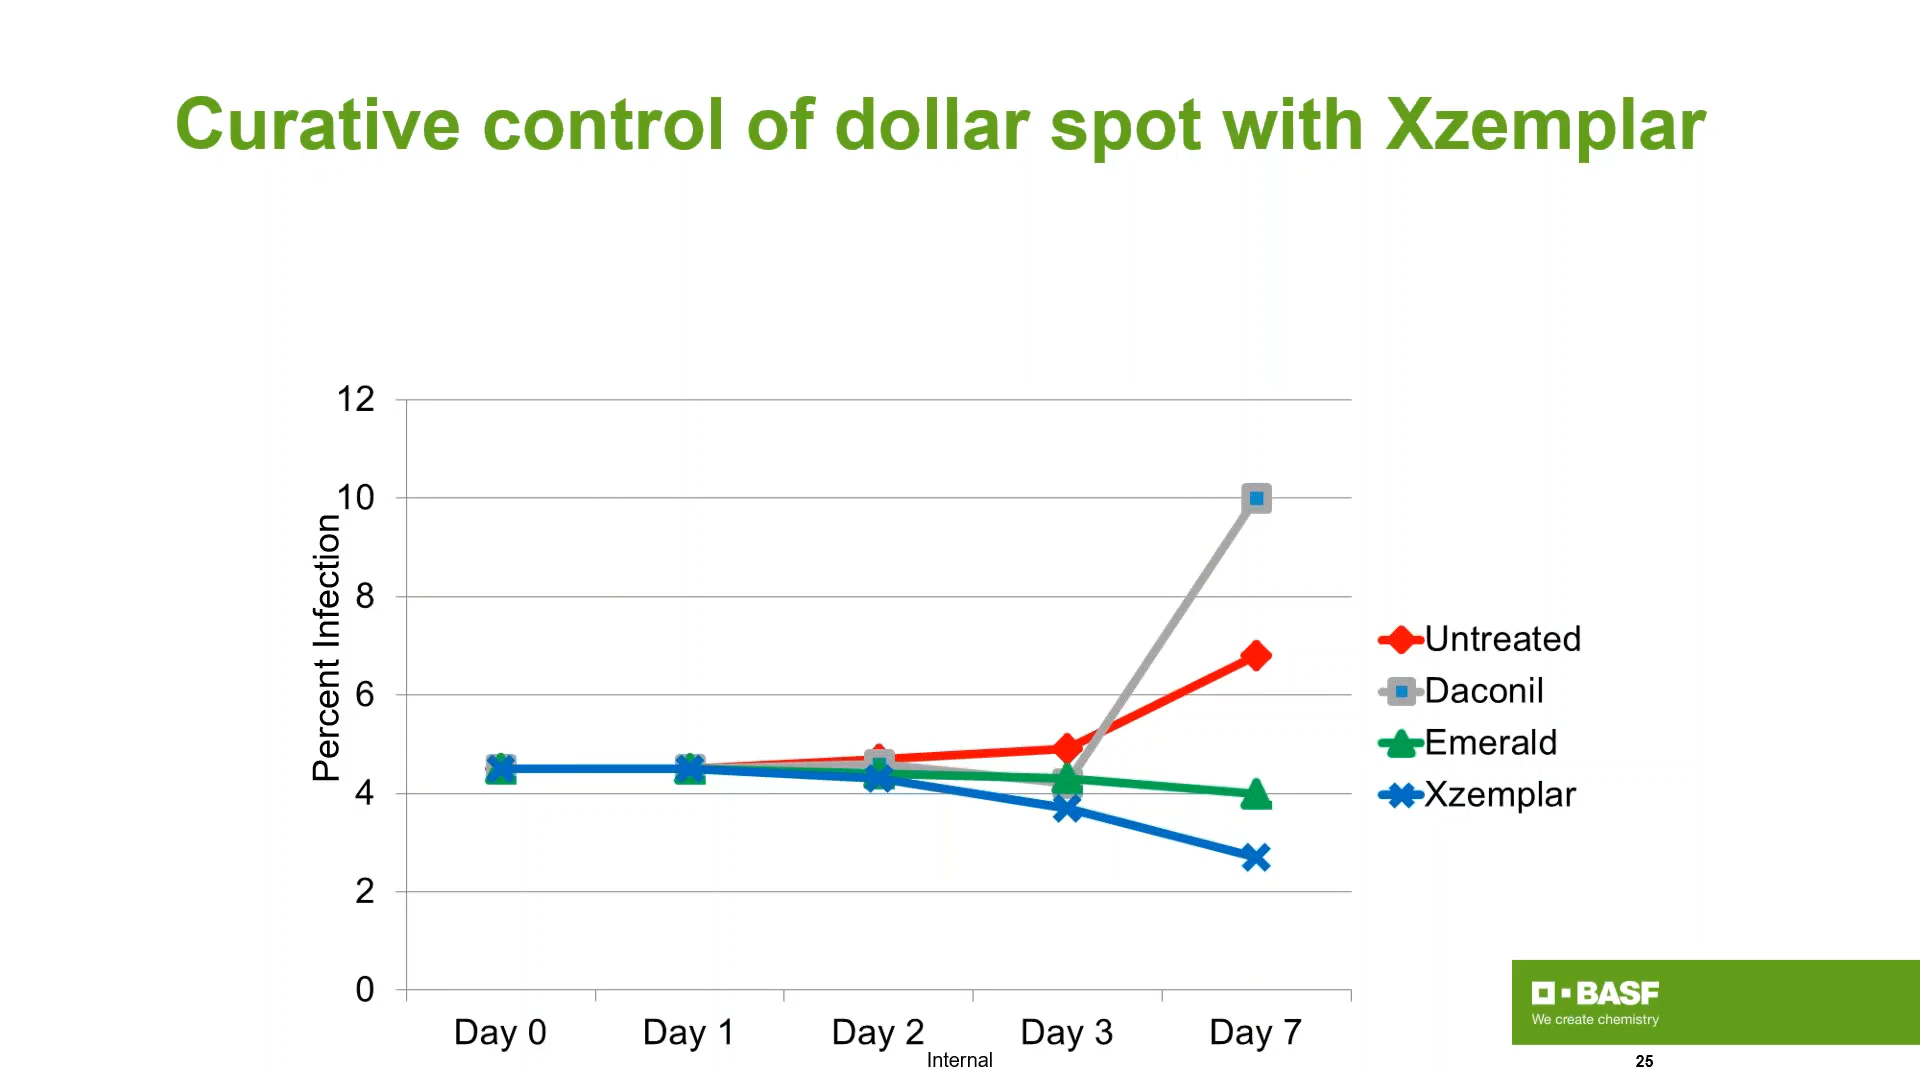 Curative control of dollar spot with Xzemplar
12
10
8
6
4
2
0
Percent Infection
Day 0
Day 1
Day 2
Day 3
Day 7
Untreated
Daconil
Emerald
Xzemplar
BASF
We create chemistry
Internal
25